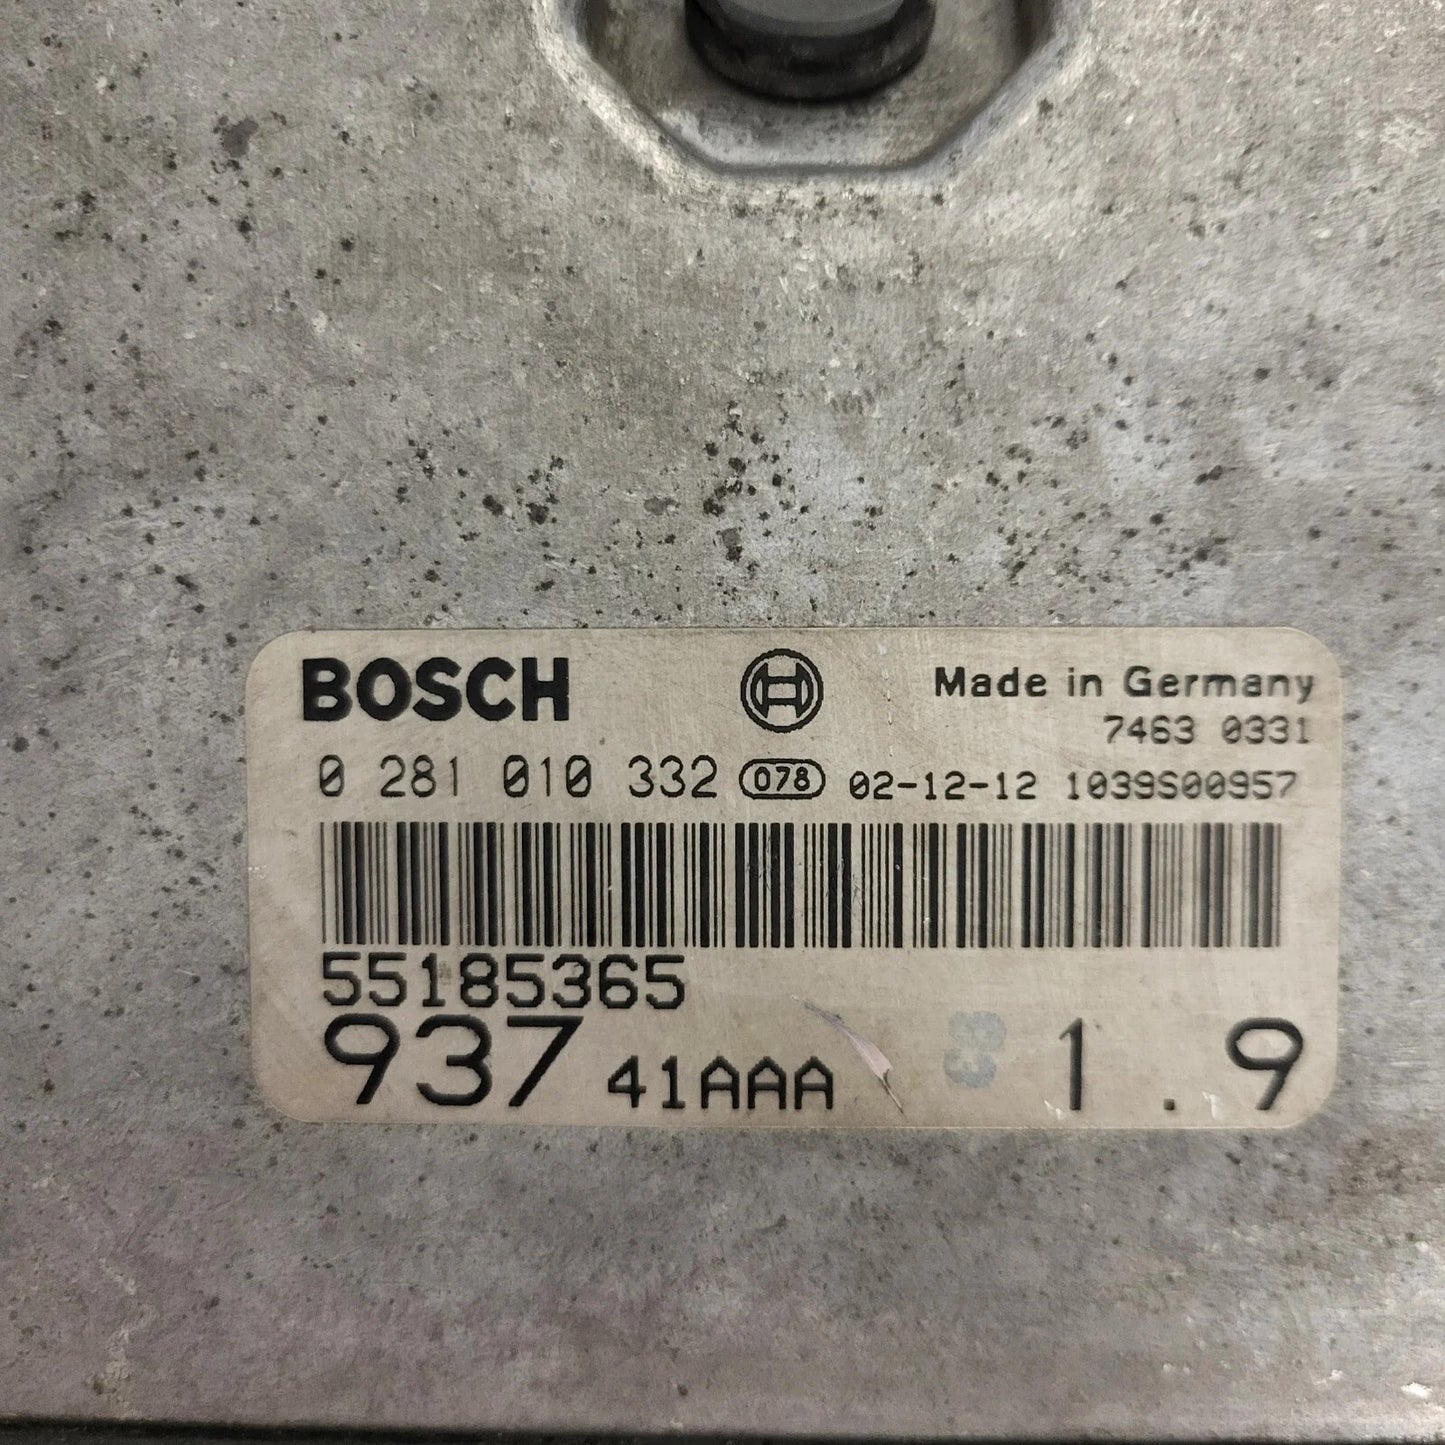 BOSCH Made in Germany
7463 0331
0 281 010 332 078 02-12-12 1039S00957
55185365
937 41AAA C3 1.9